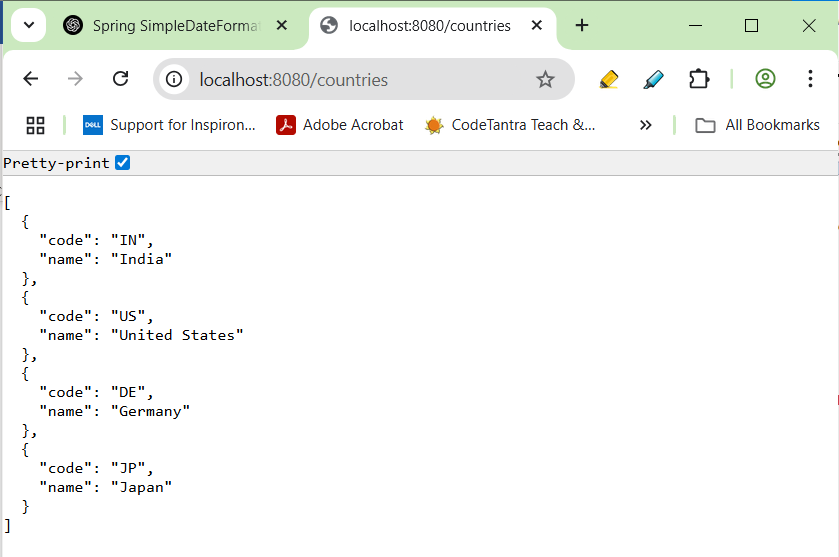 Spring SimpleDateFormat
localhost:8080/countries
localhost:8080/countries
DELL
Support for Inspiron...
Adobe Acrobat
CodeTantra Teach &...
All Bookmarks
Pretty-print
[
  {
    "code": "IN",
    "name": "India"
  },
  {
    "code": "US",
    "name": "United States"
  },
  {
    "code": "DE",
    "name": "Germany"
  },
  {
    "code": "JP",
    "name": "Japan"
  }
]